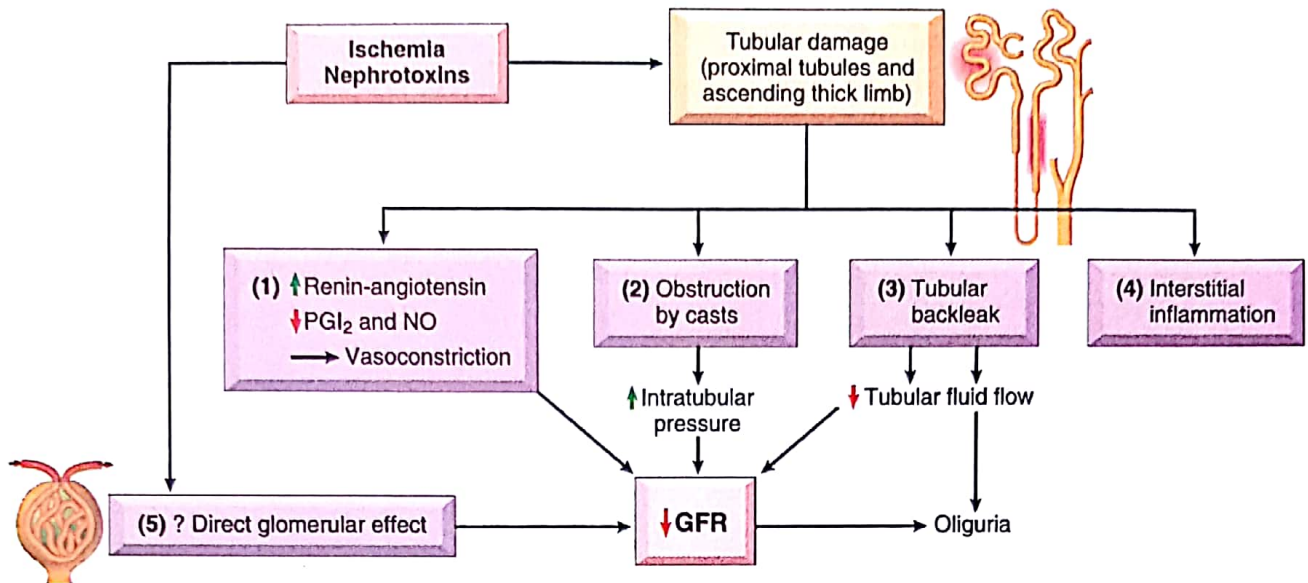 Ischemia
Nephrotoxins
Tubular damage
(proximal tubules and
ascending thick limb)
(1) ↑Renin-angiotensin
↓PGI₂ and NO
→ Vasoconstriction
(2) Obstruction
by casts
(3) Tubular
backleak
(4) Interstitial
inflammation
↑Intratubular
pressure
↓ Tubular fluid flow
(5) ? Direct glomerular effect
↓GFR
Oliguria